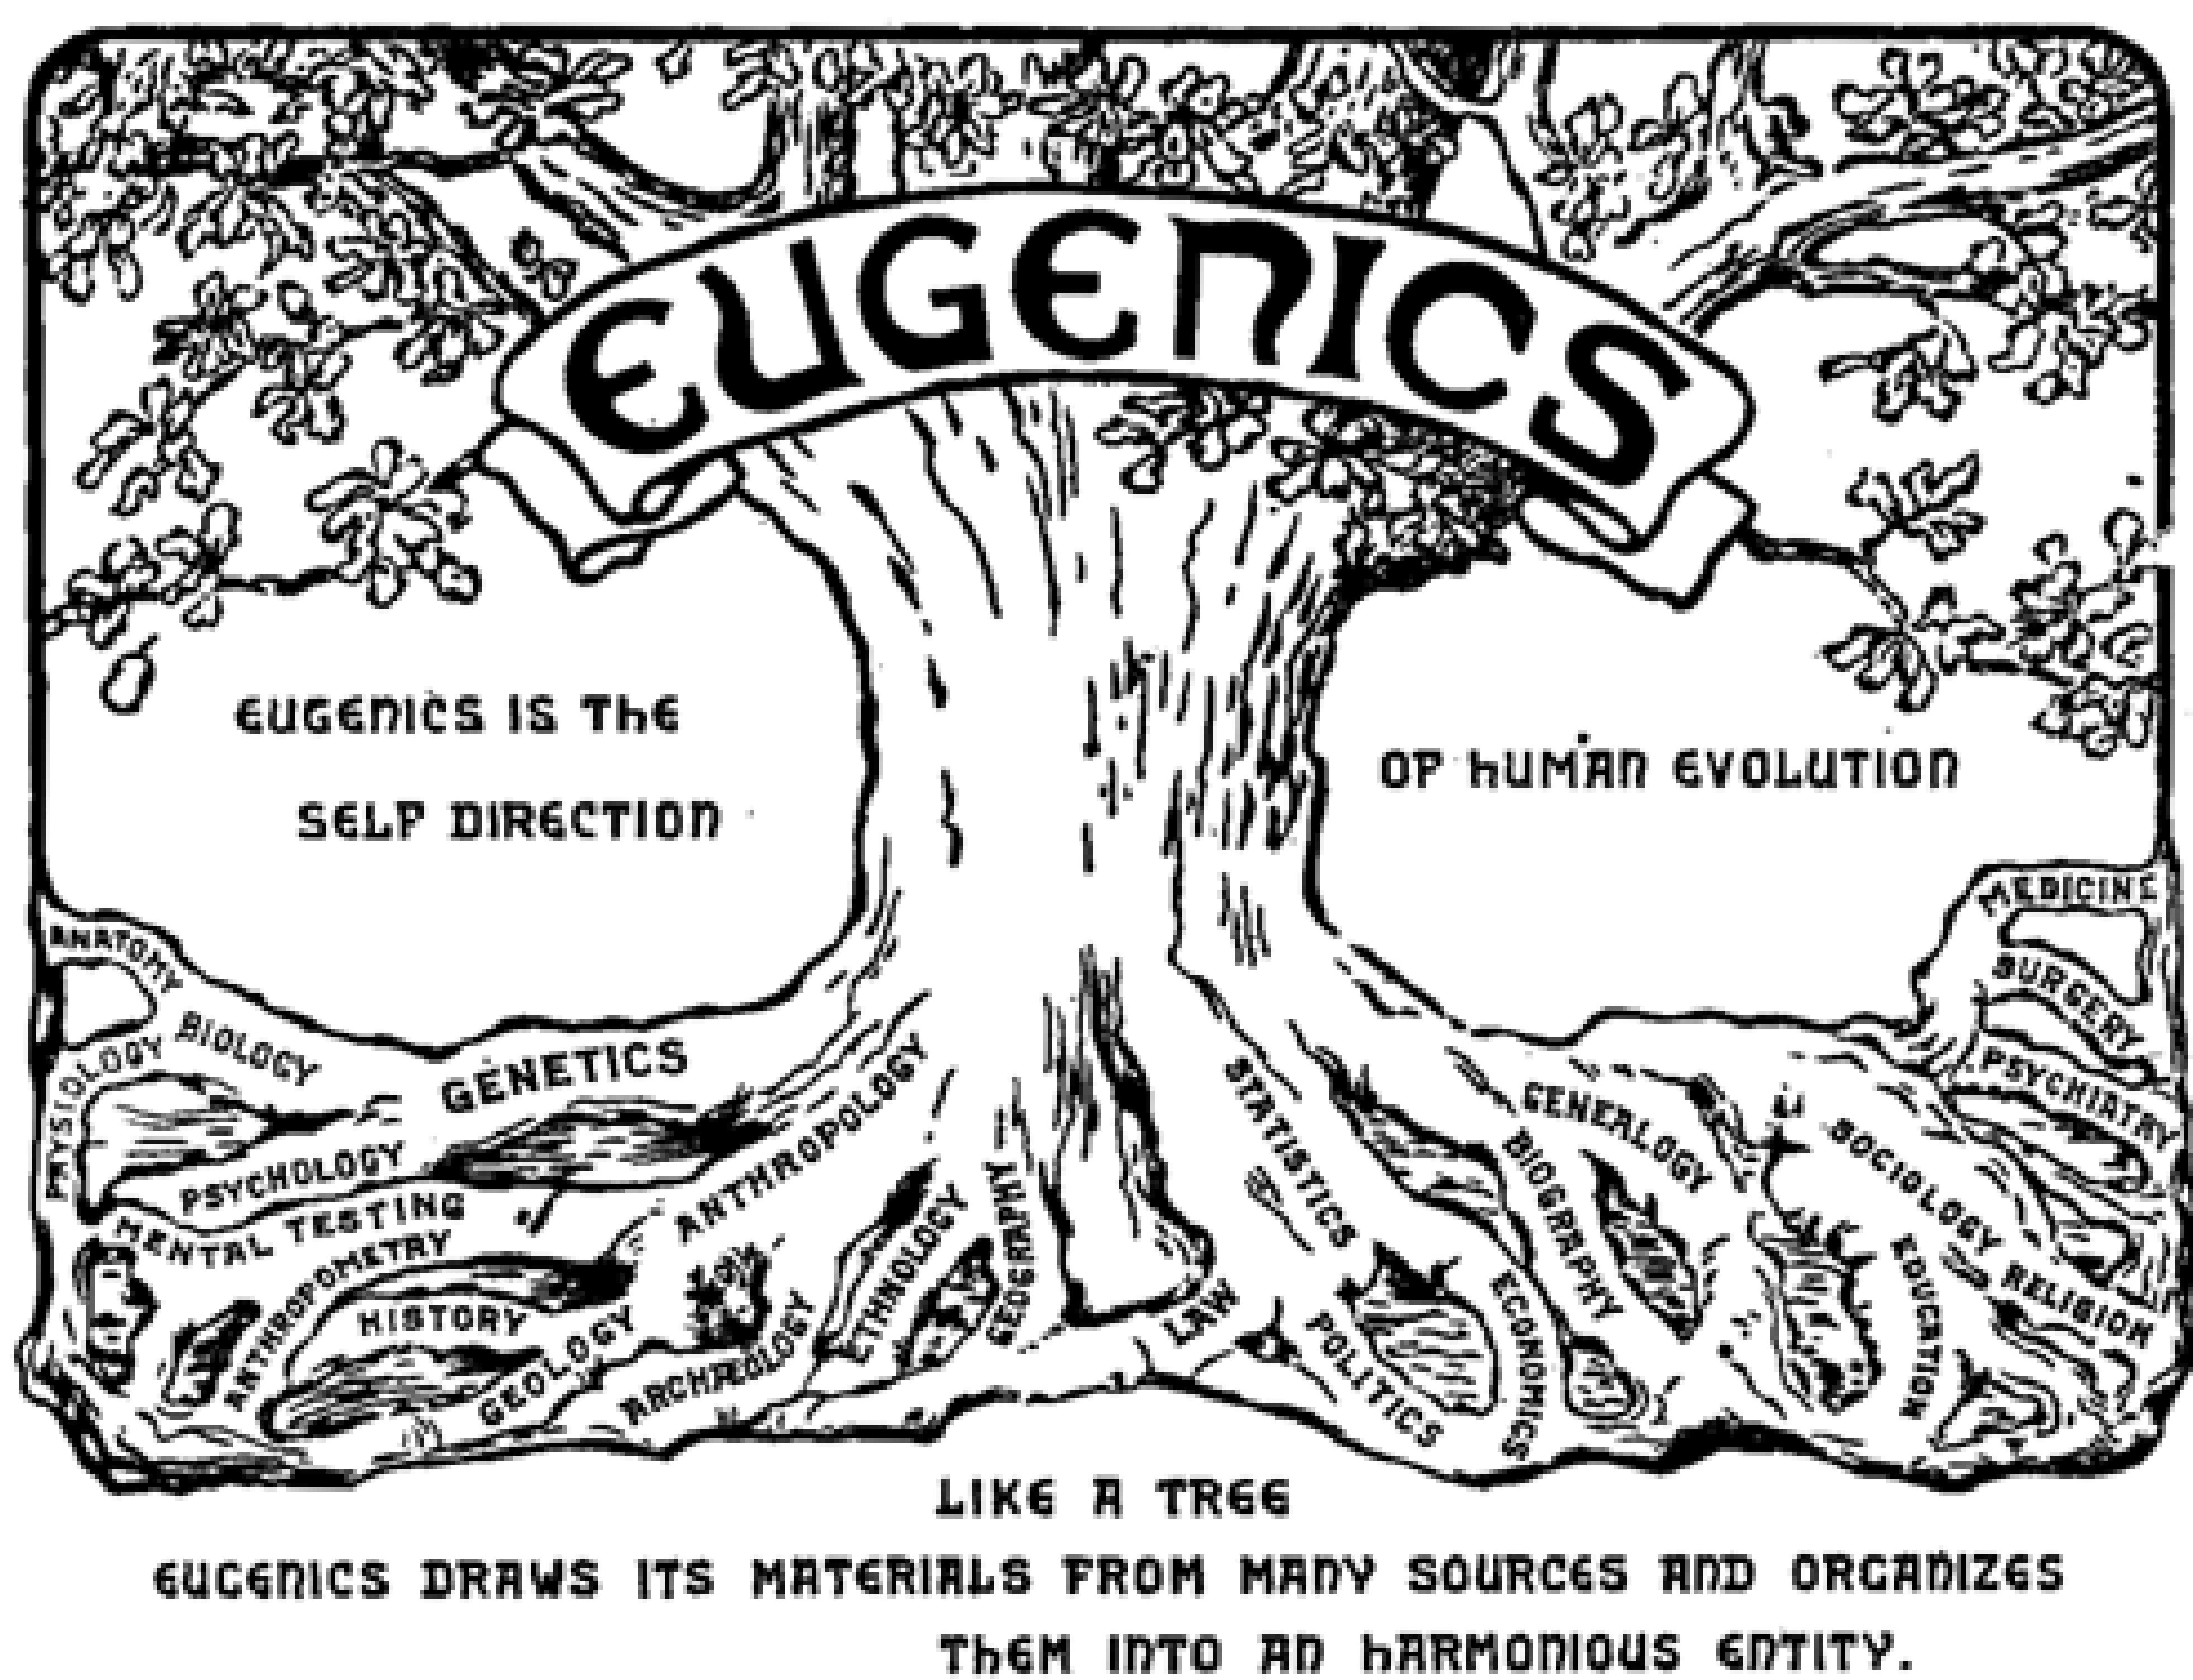 EUGENICS
EUGENICS IS THE
SELF DIRECTION
OF HUMAN EVOLUTION
ANATOMY
BIOLOGY
PHYSIOLOGY
GENETICS
PSYCHOLOGY
MENTAL TESTING
ANTHROPOMETRY
HISTORY
ANTHROPOLOGY
GEOLOGY
ARCHÆOLOGY
ETHNOLOGY
GEOGRAPHY
LAW
STATISTICS
POLITICS
ECONOMICS
BIOGRAPHY
GENEALOGY
EDUCATION
SOCIOLOGY
RELIGION
PSYCHIATRY
SURGERY
MEDICINE
LIKE A TREE
EUGENICS DRAWS ITS MATERIALS FROM MANY SOURCES AND ORGANIZES
THEM INTO AN HARMONIOUS ENTITY.